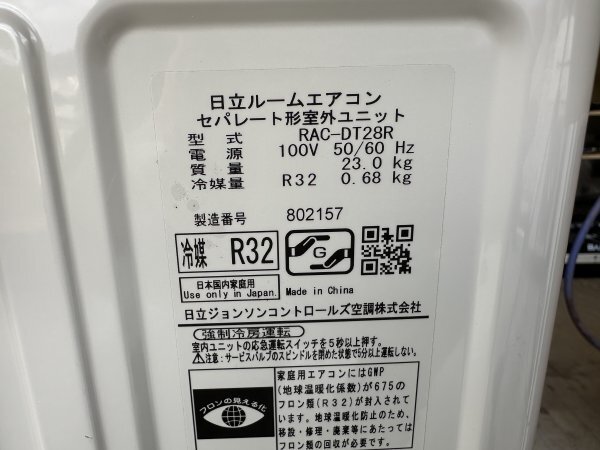 日立ルームエアコン
セパレート形室外ユニット
型式 RAC-DT28R
電源 100V 50/60 Hz
質量 23.0 kg
冷媒量 R32 0.68 kg
製造番号 802157
冷媒 R32
G
日本国内家庭用
Use only in Japan.
Made in China
日立ジョンソンコントロールズ空調株式会社
強制冷房運転
室内ユニットの応急運転スイッチを5秒以上押す。
⚠注意:サービスバルブのスピンドルを閉めた状態で5分以上運転しない。
フロンの見える化
家庭用エアコンにはGWP
(地球温暖化係数)が675の
フロン類(R32)が封入されて
います。地球温暖化防止のため、
移設・修理・廃棄等にあたっては
フロン類の回収が必要です。